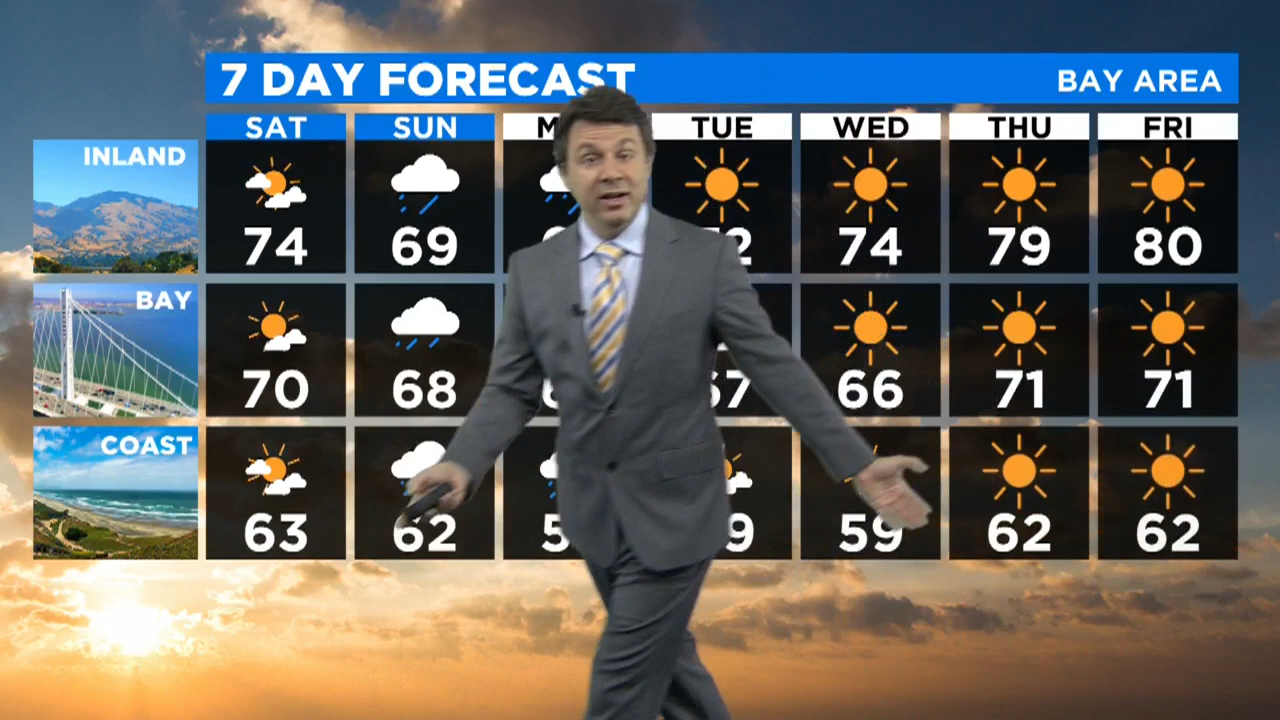 7 DAY FORECAST BAY AREA
SAT SUN TUE WED THU FRI
INLAND
74 69 74 79 80
BAY
70 68 66 71 71
COAST
63 62 59 62 62